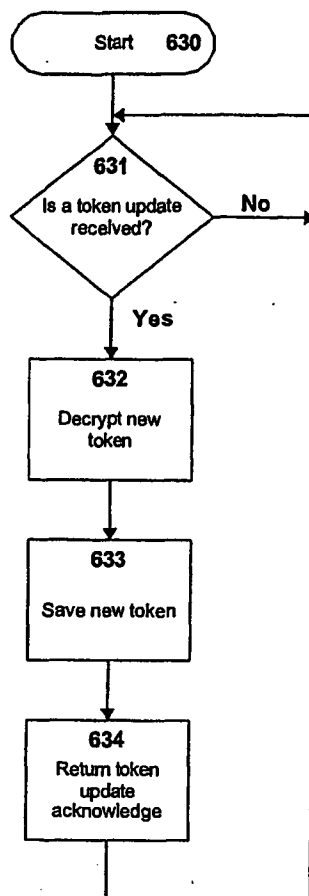 Start 630
631
Is a token update
received?
No
Yes
632
Decrypt new
token
633
Save new token
634
Return token
update
acknowledge